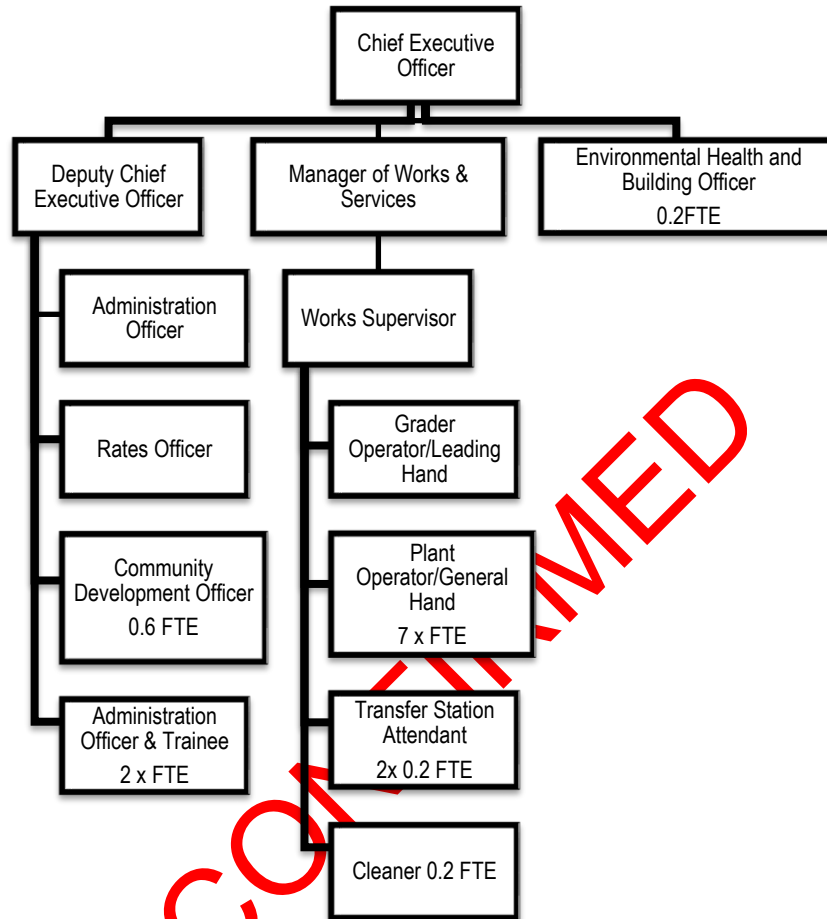 Chief Executive
Officer
Deputy Chief
Executive Officer
Manager of Works &
Services
Environmental Health and
Building Officer
0.2FTE
Administration
Officer
Rates Officer
Community
Development Officer
0.6 FTE
Administration
Officer & Trainee
2 x FTE
Works Supervisor
Grader
Operator/Leading
Hand
Plant
Operator/General
Hand
7 x FTE
Transfer Station
Attendant
2x 0.2 FTE
Cleaner 0.2 FTE